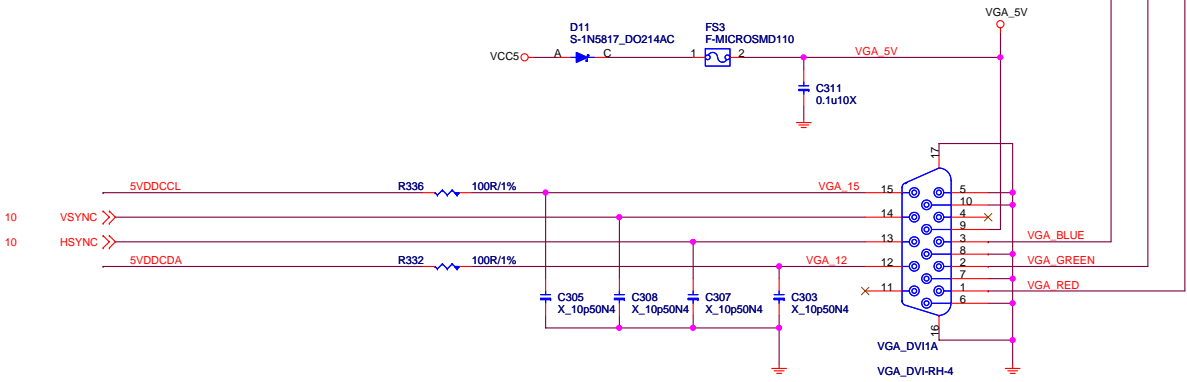 VGA_5V
D11
S-1N5817_DO214AC
FS3
F-MICROSMD110
VCC5
A
C
1
2
VGA_5V
C311
0.1u10X
17
5VDDCCL
R336
100R/1%
VGA_15
15
5
10
10
VSYNC
14
4
9
10
HSYNC
13
3
VGA_BLUE
8
5VDDCDA
R332
100R/1%
VGA_12
12
2
VGA_GREEN
7
11
1
VGA_RED
6
C305
X_10p50N4
C308
X_10p50N4
C307
X_10p50N4
C303
X_10p50N4
16
VGA_DVI1A
VGA_DVI-RH-4